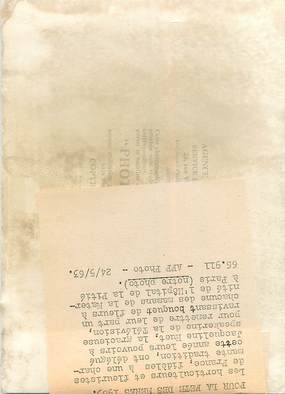 POUR LA FETE DES MERES 1963.
Les horticulteurs et fleuristes
de France, fidèles à une char-
mante tradition, ont délégué
cette année leurs pouvoirs à
Jacqueline Huet, la gracieuse
speakerine de la Télévision,
pour remettre de leur part un
ravissant bouquet de fleurs à
chacune des mamans de la Mater-
nité de l'Hôpital de la Pitié
à Paris (notre photo).
66.911 - AFP Photo - 24/5/63.
AGENCE
PHOTO